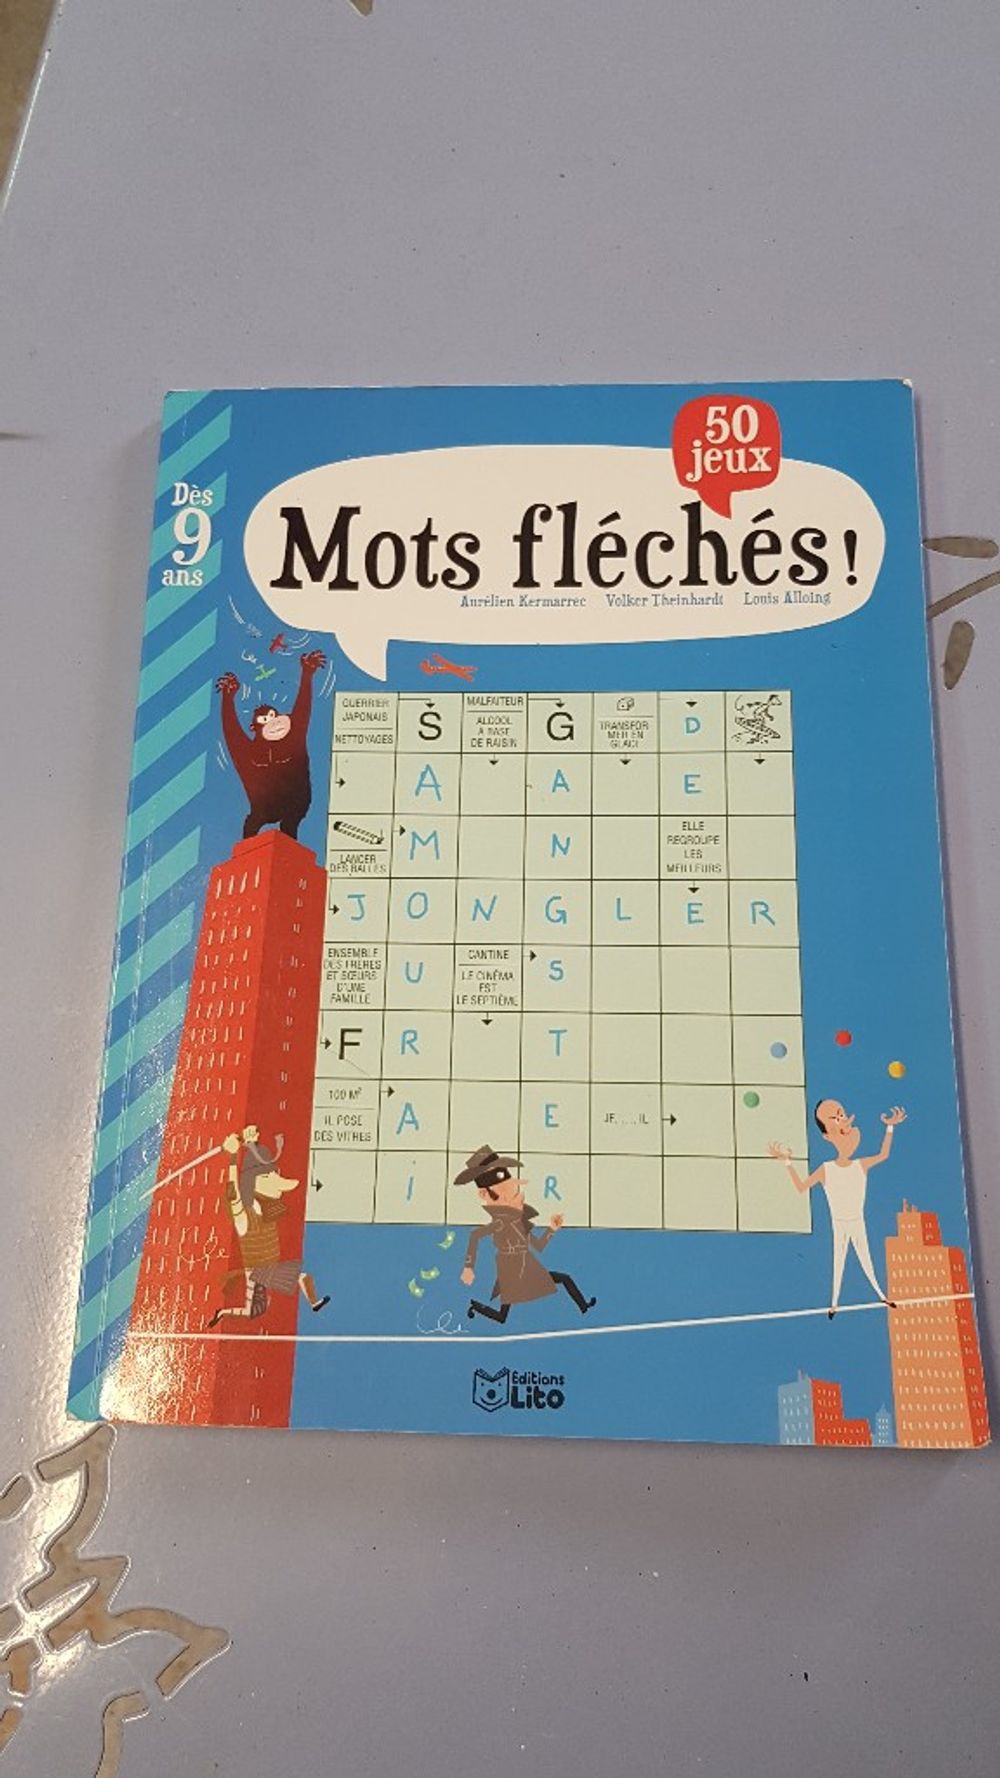 50
jeux
Dès
9
ans
Mots fléchés !
Aurélien Kermarrec Volker Theinhardt Louis Alloing
GUERRIER
JAPONAIS
NETTOYAGES
S
MALFAITEUR
ALCOOL
À BASE
DE RAISIN
G
TRANSFOR
MER EN
GLACE
D
A
A
E
LANCER
DES BALLES
M
N
ELLE
REGROUPE
LES
MEILLEURS
J O N G L E R
ENSEMBLE
DES FRÈRES
ET SŒURS
D'UNE
FAMILLE
U
CANTINE
LE CINÉMA
EST
LE SEPTIÈME
S
F
R
T
100 M²
IL POSE
DES VITRES
A
E
JE, ..., IL
i
R
Éditions
Lito